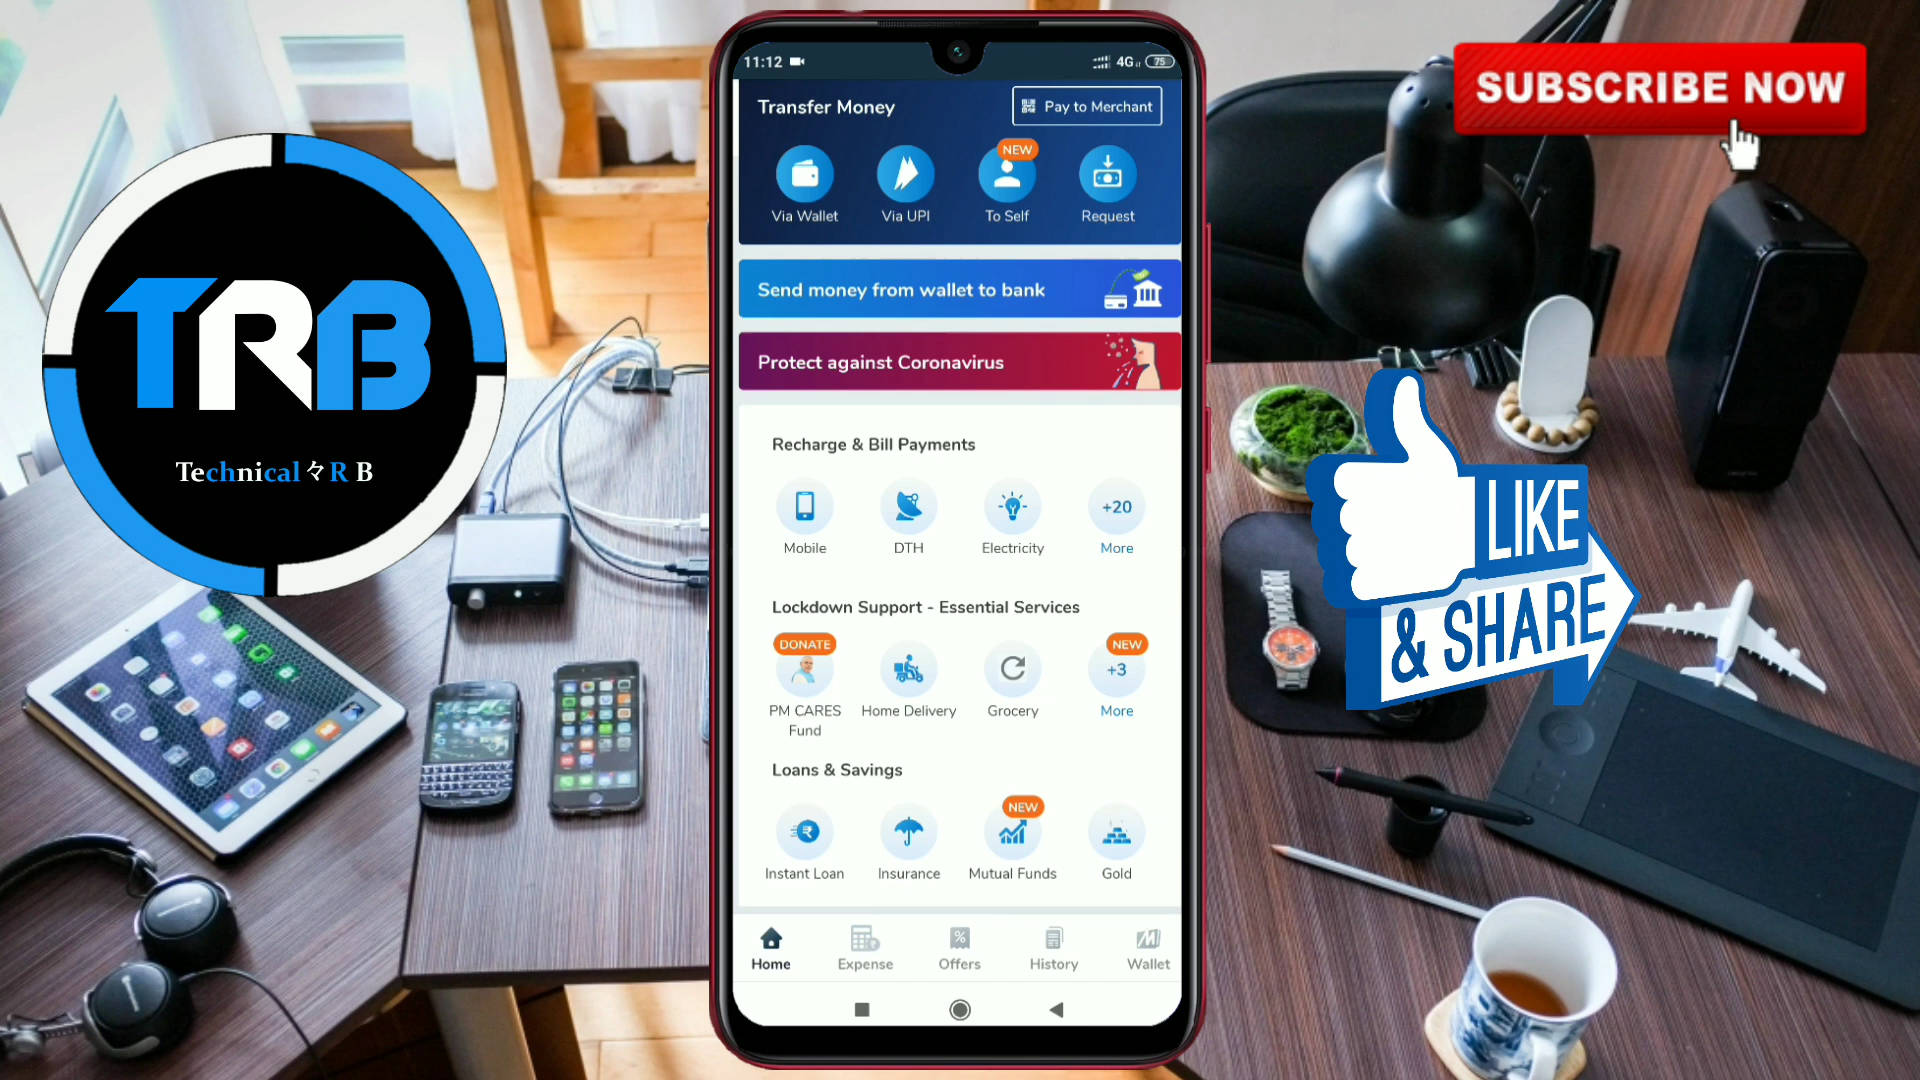 TRB
Technical々R B
11:12
4G
75
Transfer Money
Pay to Merchant
NEW
Via Wallet
Via UPI
To Self
Request
Send money from wallet to bank
Protect against Coronavirus
Recharge & Bill Payments
+20
Mobile
DTH
Electricity
More
Lockdown Support - Essential Services
DONATE
NEW
+3
PM CARES Fund
Home Delivery
Grocery
More
Loans & Savings
NEW
Instant Loan
Insurance
Mutual Funds
Gold
Home
Expense
Offers
History
Wallet
SUBSCRIBE NOW
LIKE
& SHARE